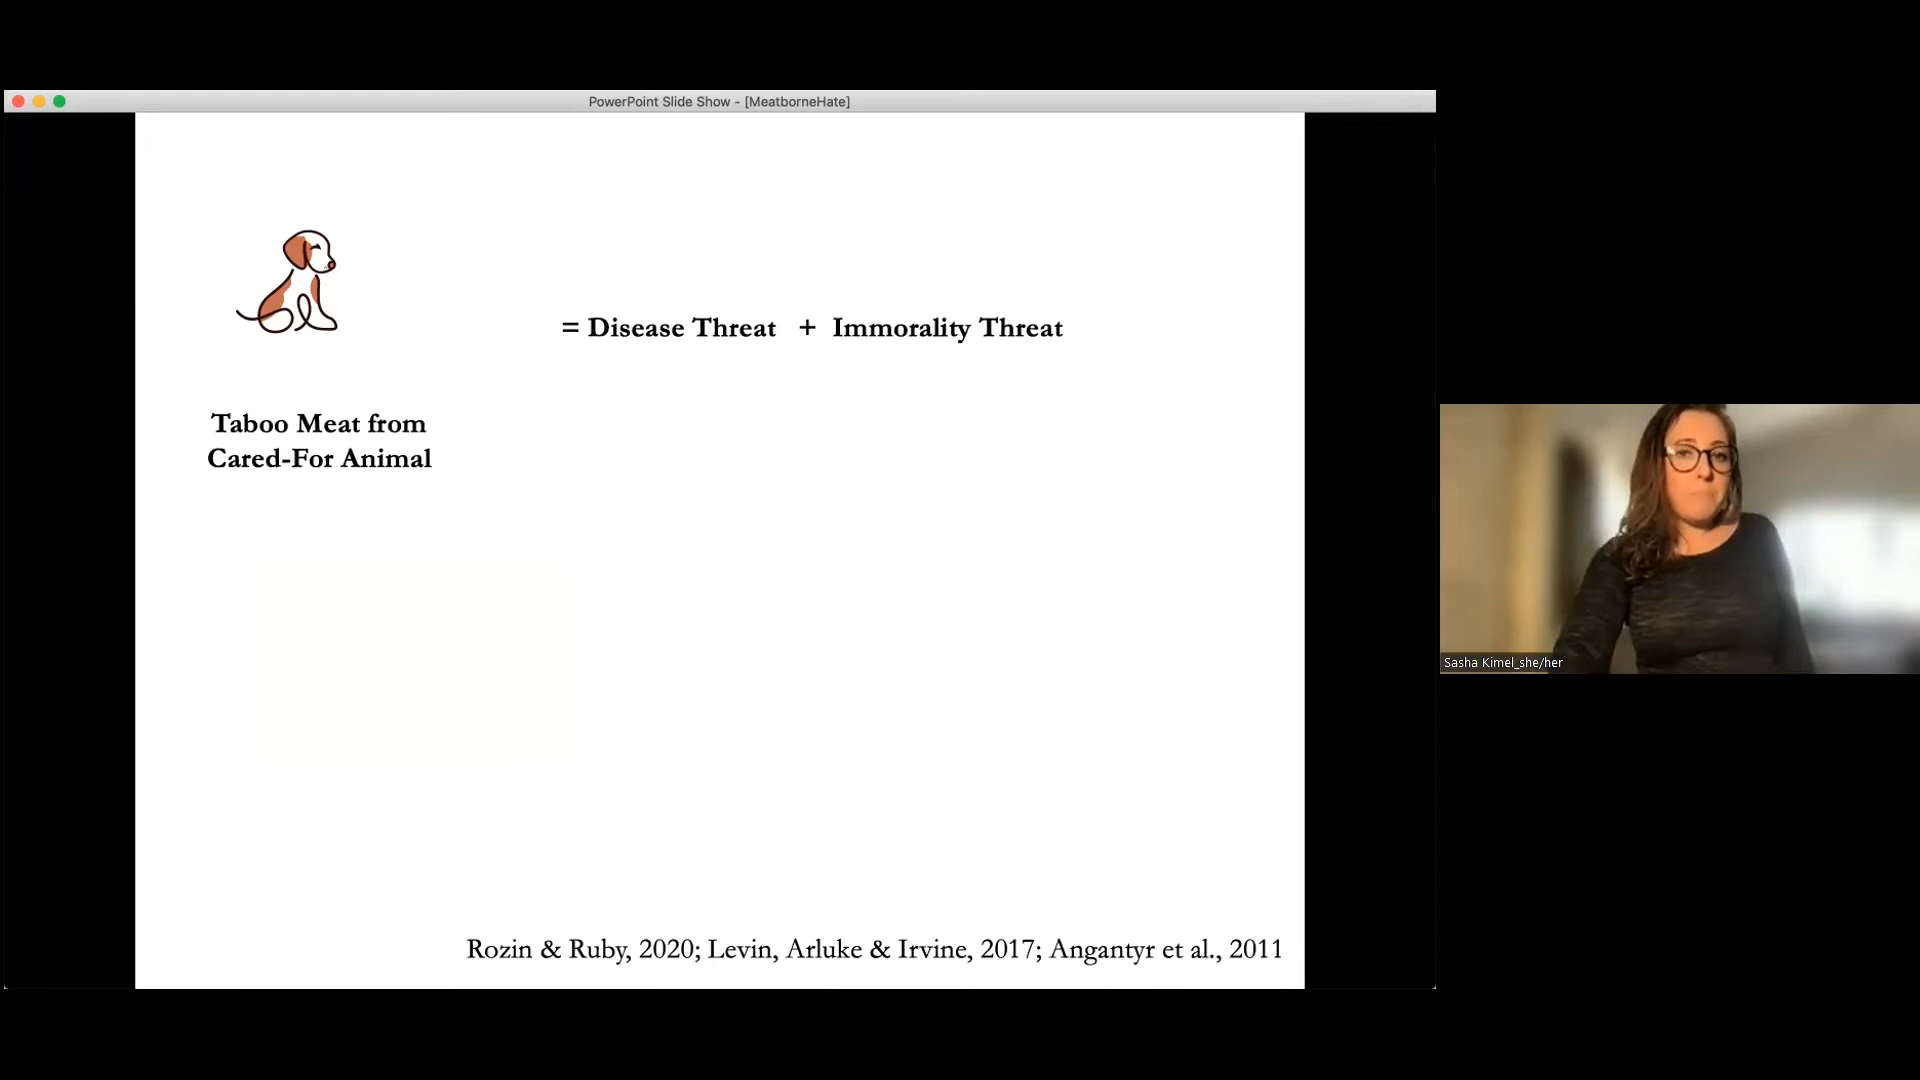 PowerPoint Slide Show - [MeatborneHate]
= Disease Threat + Immorality Threat
Taboo Meat from
Cared-For Animal
Rozin & Ruby, 2020; Levin, Arluke & Irvine, 2017; Angantyr et al., 2011
Sasha Kimel_she/her